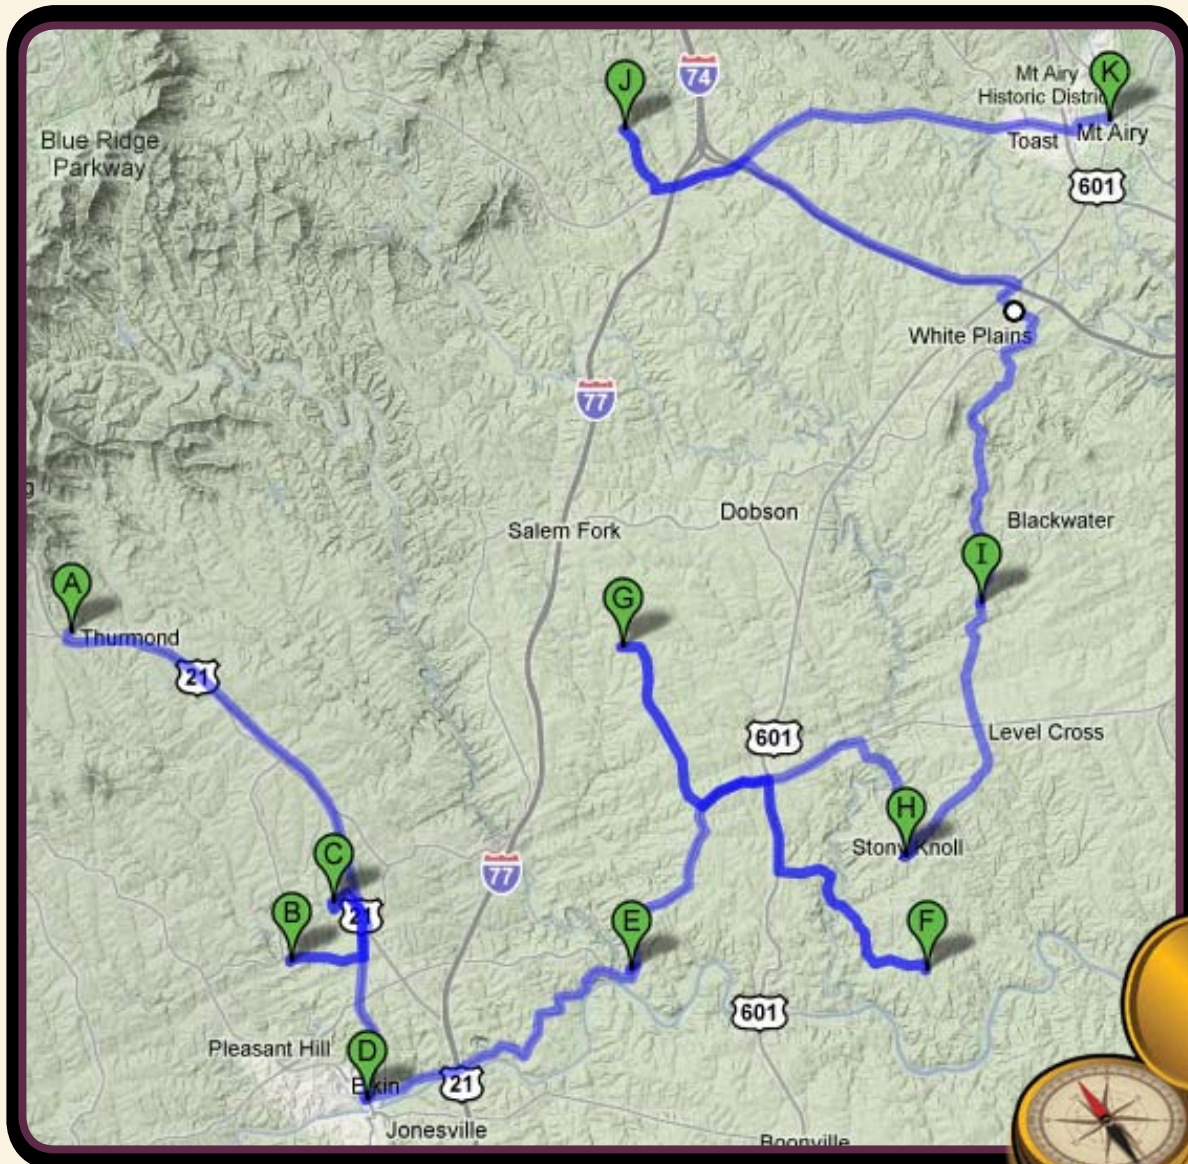 J
74
Mt Airy
Historic Distric
K
Blue Ridge
Parkway
Toast
Mt Airy
601
White Plains
77
g
Dobson
Salem Fork
Blackwater
I
A
G
Thurmond
21
601
Level Cross
H
Stony Knoll
C
77
B
21
E
F
601
Pleasant Hill
D
Elkin
21
Jonesville
Boonville